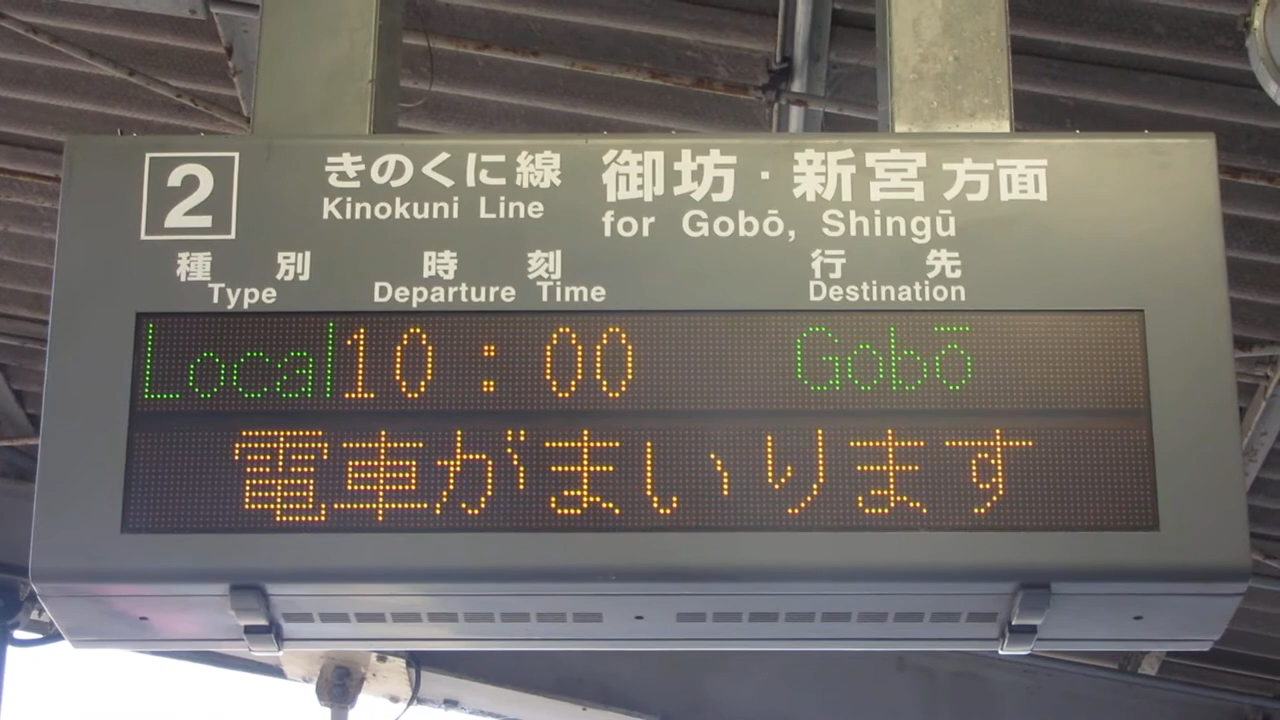 2 きのくに線 御坊・新宮方面
Kinokuni Line for Gobō, Shingū
種別 時刻 行先
Type Departure Time Destination
Local 10:00 Gobō
電車がまいります